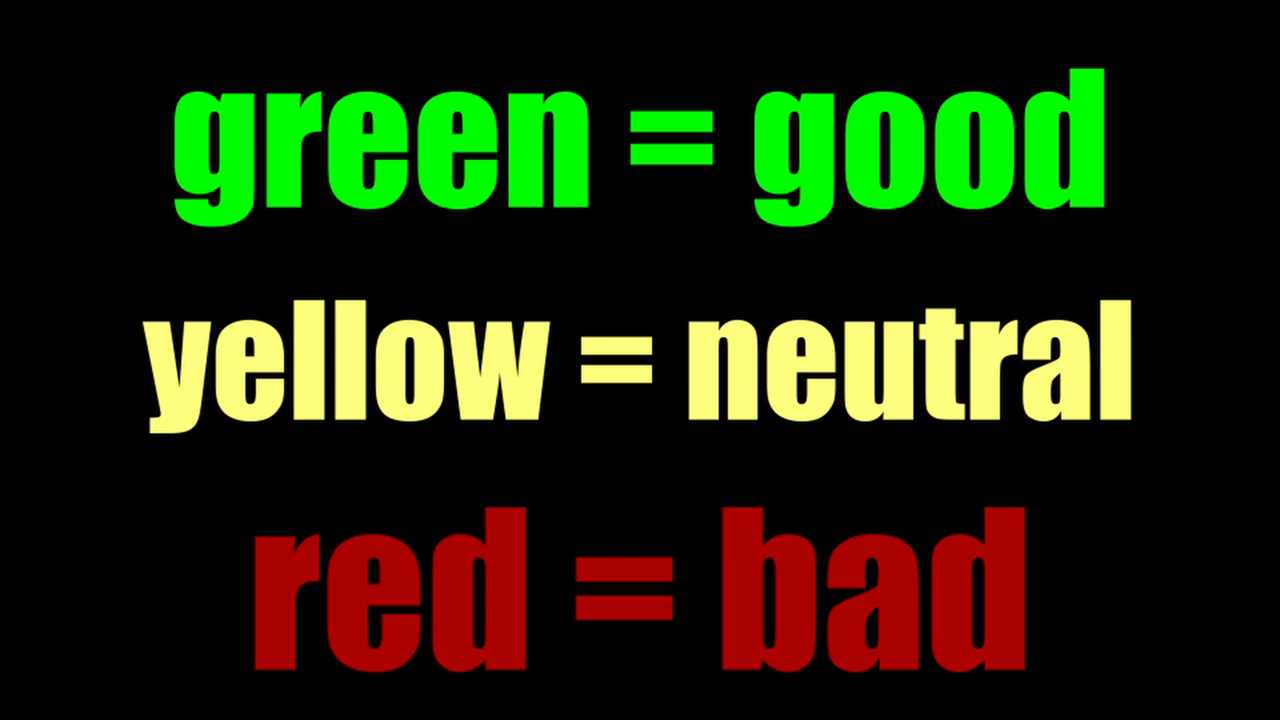 green = good
yellow = neutral
red = bad